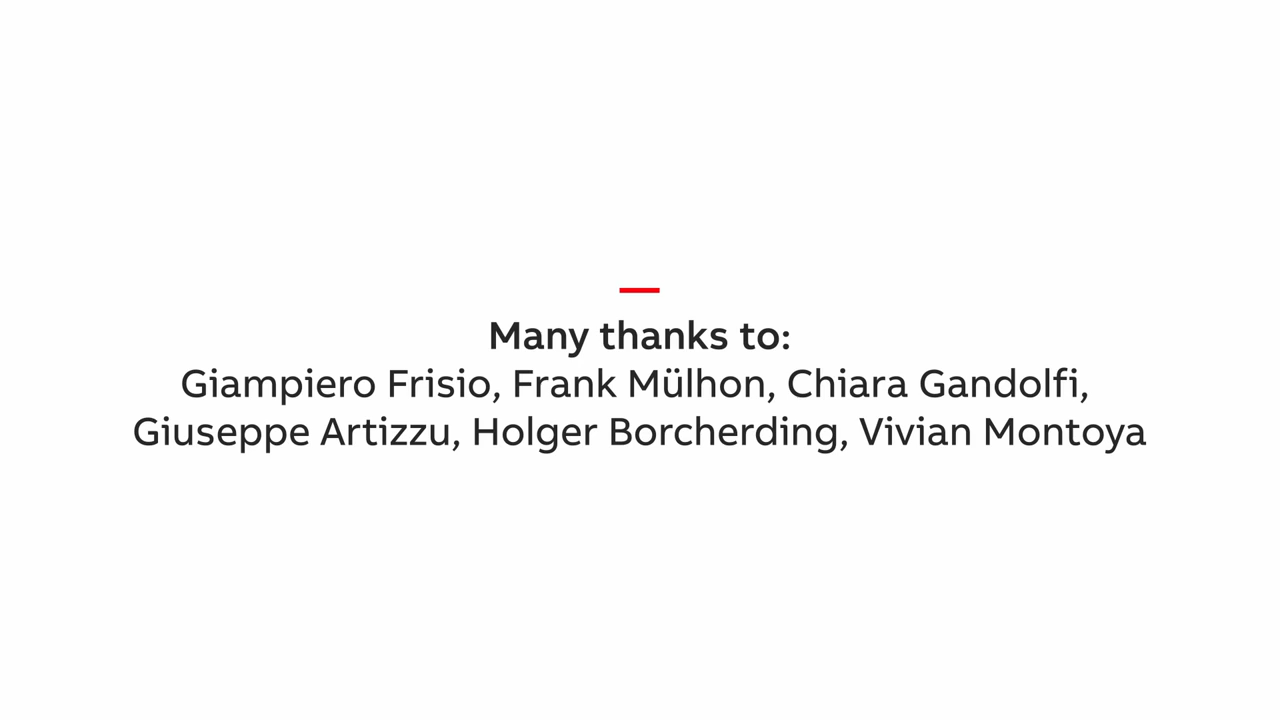 Many thanks to:
Giampiero Frisio, Frank Mülhon, Chiara Gandolfi,
Giuseppe Artizzu, Holger Borcherding, Vivian Montoya